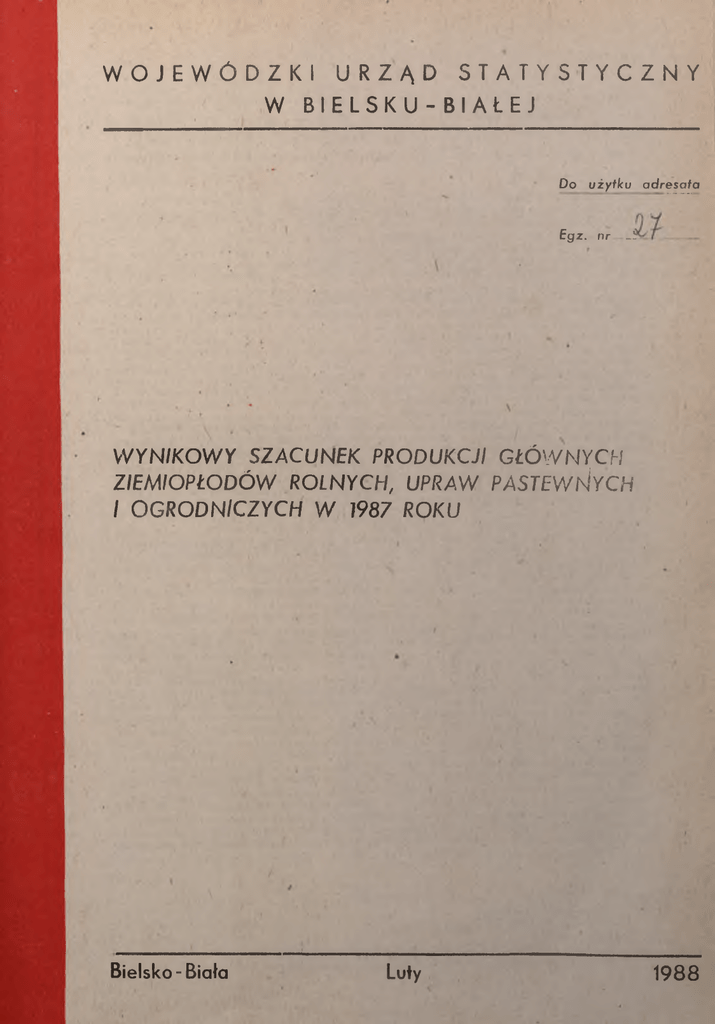 WOJEWÓDZKI URZĄD STATYSTYCZNY
W BIELSKU-BIAŁEJ
Do użytku adresata
Egz. nr 27
WYNIKOWY SZACUNEK PRODUKCJI GŁÓWNYCH
ZIEMIOPŁODÓW ROLNYCH, UPRAW PASTEWNYCH
I OGRODNICZYCH W 1987 ROKU
Bielsko-Biała Luty 1988